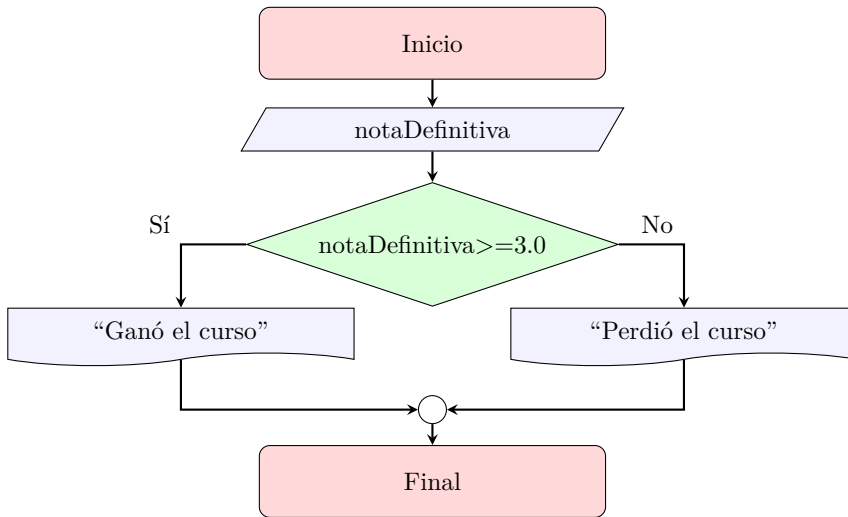 Inicio
notaDefinitiva
Sí
No
notaDefinitiva>=3.0
“Ganó el curso”
“Perdió el curso”
Final